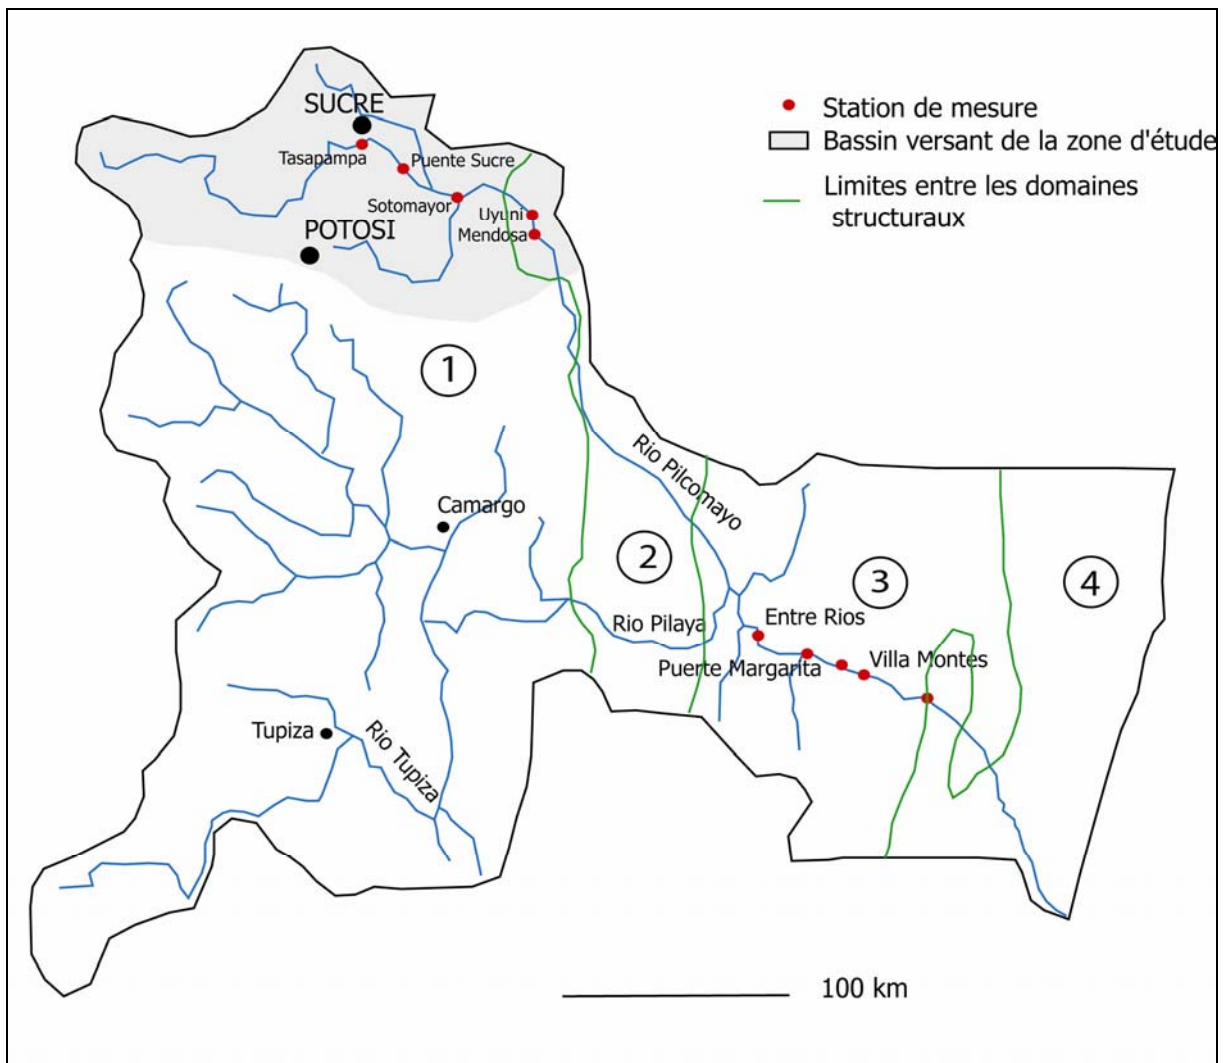 SUCRE
Tasapampa
Puente Sucre
Sotomayor
Uyuni
Mendosa
POTOSI
Station de mesure
Bassin versant de la zone d'étude
Limites entre les domaines
structuraux
1
Rio Pilcomayo
Camargo
2
3
4
Rio Pilaya
Entre Rios
Puerte Margarita
Villa Montes
Tupiza
Rio Tupiza
100 km